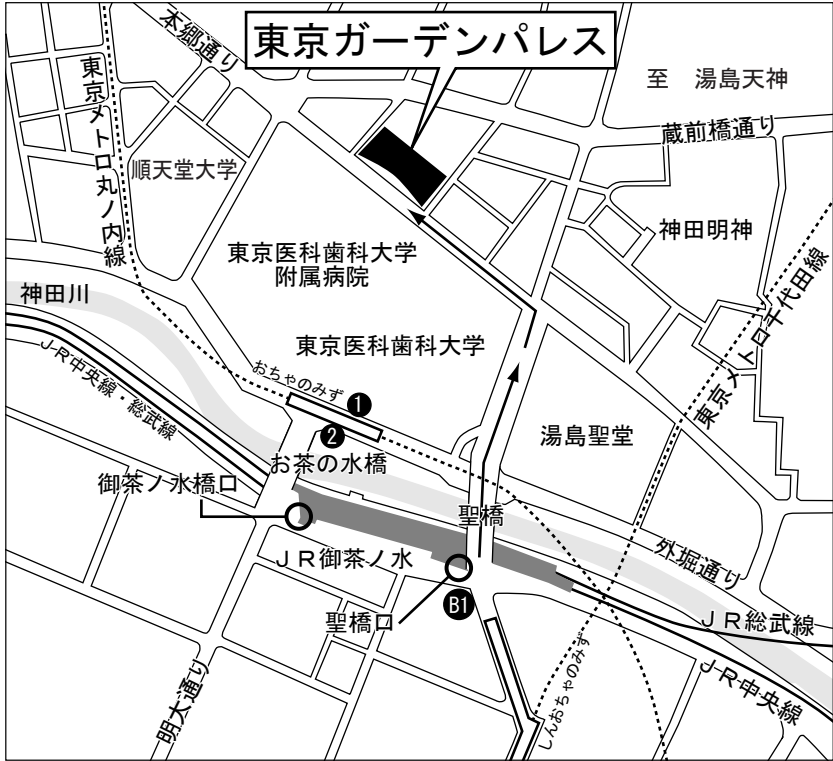 本郷通り
東京ガーデンパレス
至　湯島天神
東京メトロ丸ノ内線
蔵前橋通り
順天堂大学
神田明神
東京医科歯科大学
附属病院
神田川
東京メトロ千代田線
東京医科歯科大学
JR中央線・総武線
おちゃのみず
1
2
湯島聖堂
お茶の水橋
御茶ノ水橋口
聖橋
外堀通り
ＪＲ御茶ノ水
B1
聖橋口
ＪＲ総武線
しんおちゃのみず
ＪＲ中央線
明大通り